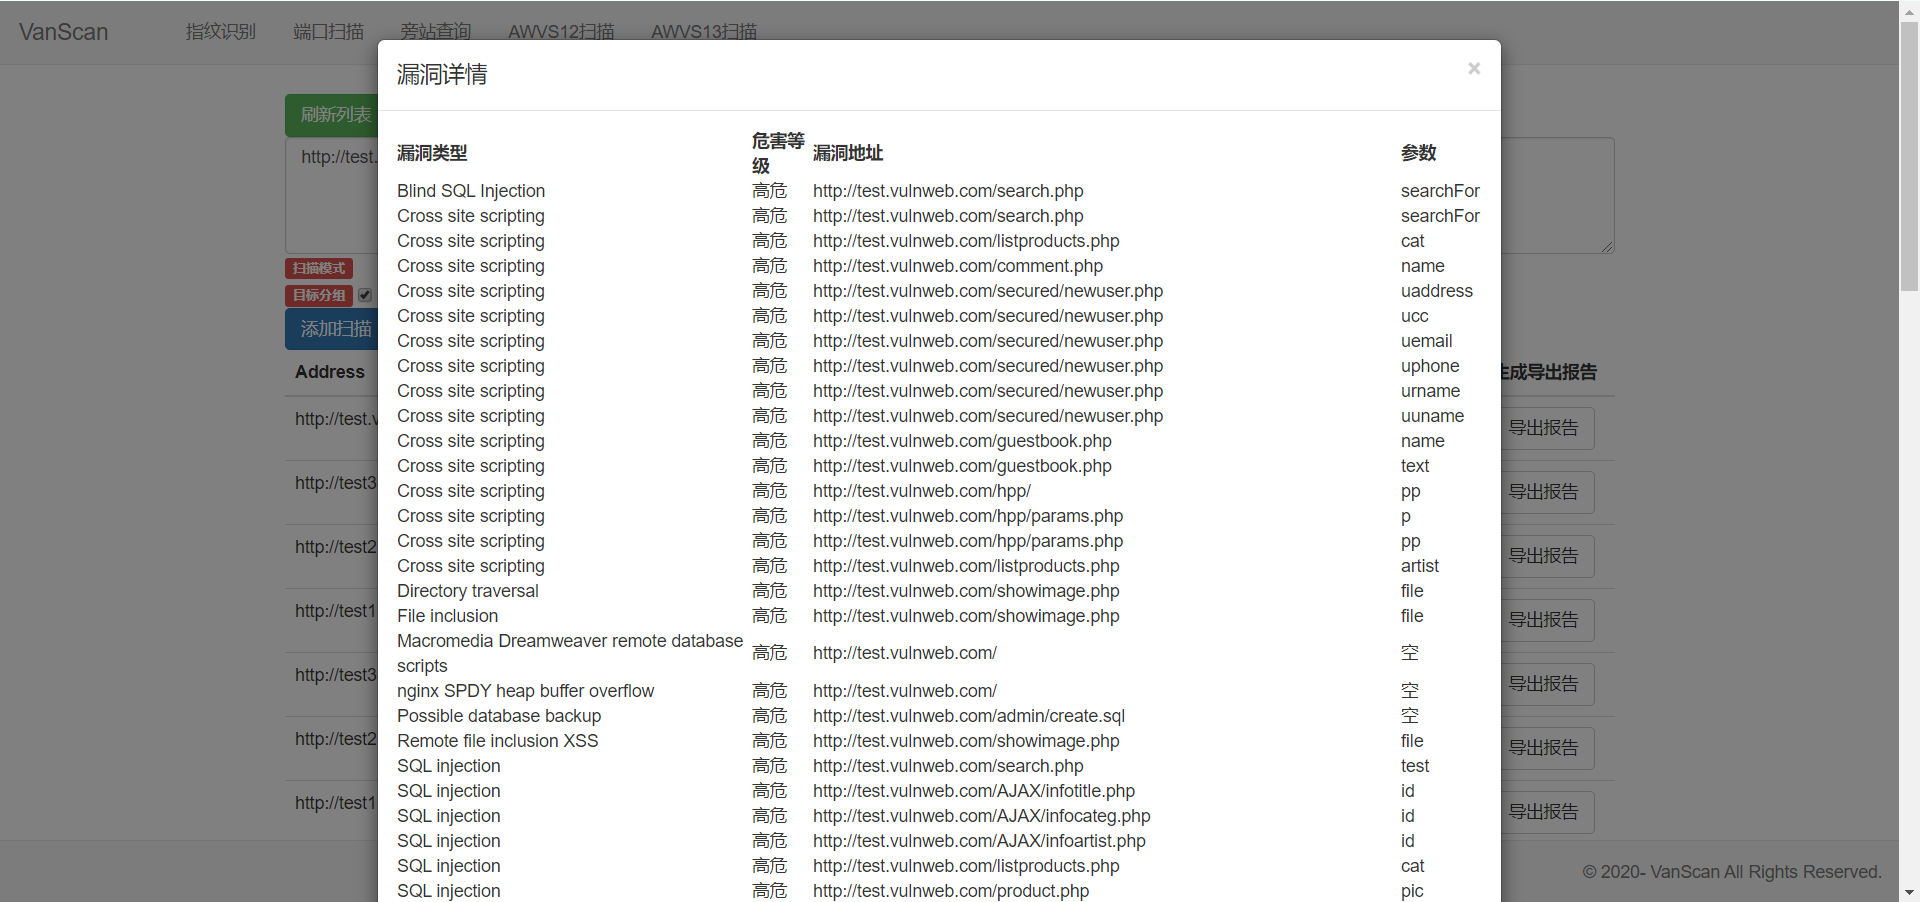 VanScan 指纹识别 端口扫描 旁站查询 AWVS12扫描 AWVS13扫描
漏洞详情 ×
刷新列表
http://test.
扫描模式
目标分组
添加扫描
漏洞类型 危害等级 漏洞地址 参数
Blind SQL Injection 高危 http://test.vulnweb.com/search.php searchFor
Cross site scripting 高危 http://test.vulnweb.com/search.php searchFor
Cross site scripting 高危 http://test.vulnweb.com/listproducts.php cat
Cross site scripting 高危 http://test.vulnweb.com/comment.php name
Cross site scripting 高危 http://test.vulnweb.com/secured/newuser.php uaddress
Cross site scripting 高危 http://test.vulnweb.com/secured/newuser.php ucc
Cross site scripting 高危 http://test.vulnweb.com/secured/newuser.php uemail
Cross site scripting 高危 http://test.vulnweb.com/secured/newuser.php uphone
Cross site scripting 高危 http://test.vulnweb.com/secured/newuser.php urname
Cross site scripting 高危 http://test.vulnweb.com/secured/newuser.php uuname
Cross site scripting 高危 http://test.vulnweb.com/guestbook.php name
Cross site scripting 高危 http://test.vulnweb.com/guestbook.php text
Cross site scripting 高危 http://test.vulnweb.com/hpp/ pp
Cross site scripting 高危 http://test.vulnweb.com/hpp/params.php p
Cross site scripting 高危 http://test.vulnweb.com/hpp/params.php pp
Cross site scripting 高危 http://test.vulnweb.com/listproducts.php artist
Directory traversal 高危 http://test.vulnweb.com/showimage.php file
File inclusion 高危 http://test.vulnweb.com/showimage.php file
Macromedia Dreamweaver remote database scripts 高危 http://test.vulnweb.com/ 空
nginx SPDY heap buffer overflow 高危 http://test.vulnweb.com/ 空
Possible database backup 高危 http://test.vulnweb.com/admin/create.sql 空
Remote file inclusion XSS 高危 http://test.vulnweb.com/showimage.php file
SQL injection 高危 http://test.vulnweb.com/search.php test
SQL injection 高危 http://test.vulnweb.com/AJAX/infotitle.php id
SQL injection 高危 http://test.vulnweb.com/AJAX/infocateg.php id
SQL injection 高危 http://test.vulnweb.com/AJAX/infoartist.php id
SQL injection 高危 http://test.vulnweb.com/listproducts.php cat
SQL injection 高危 http://test.vulnweb.com/product.php pic
Address 生成导出报告
http://test.v 导出报告
http://test3 导出报告
http://test2 导出报告
http://test1 导出报告
http://test3 导出报告
http://test2 导出报告
http://test1 导出报告
© 2020- VanScan All Rights Reserved.